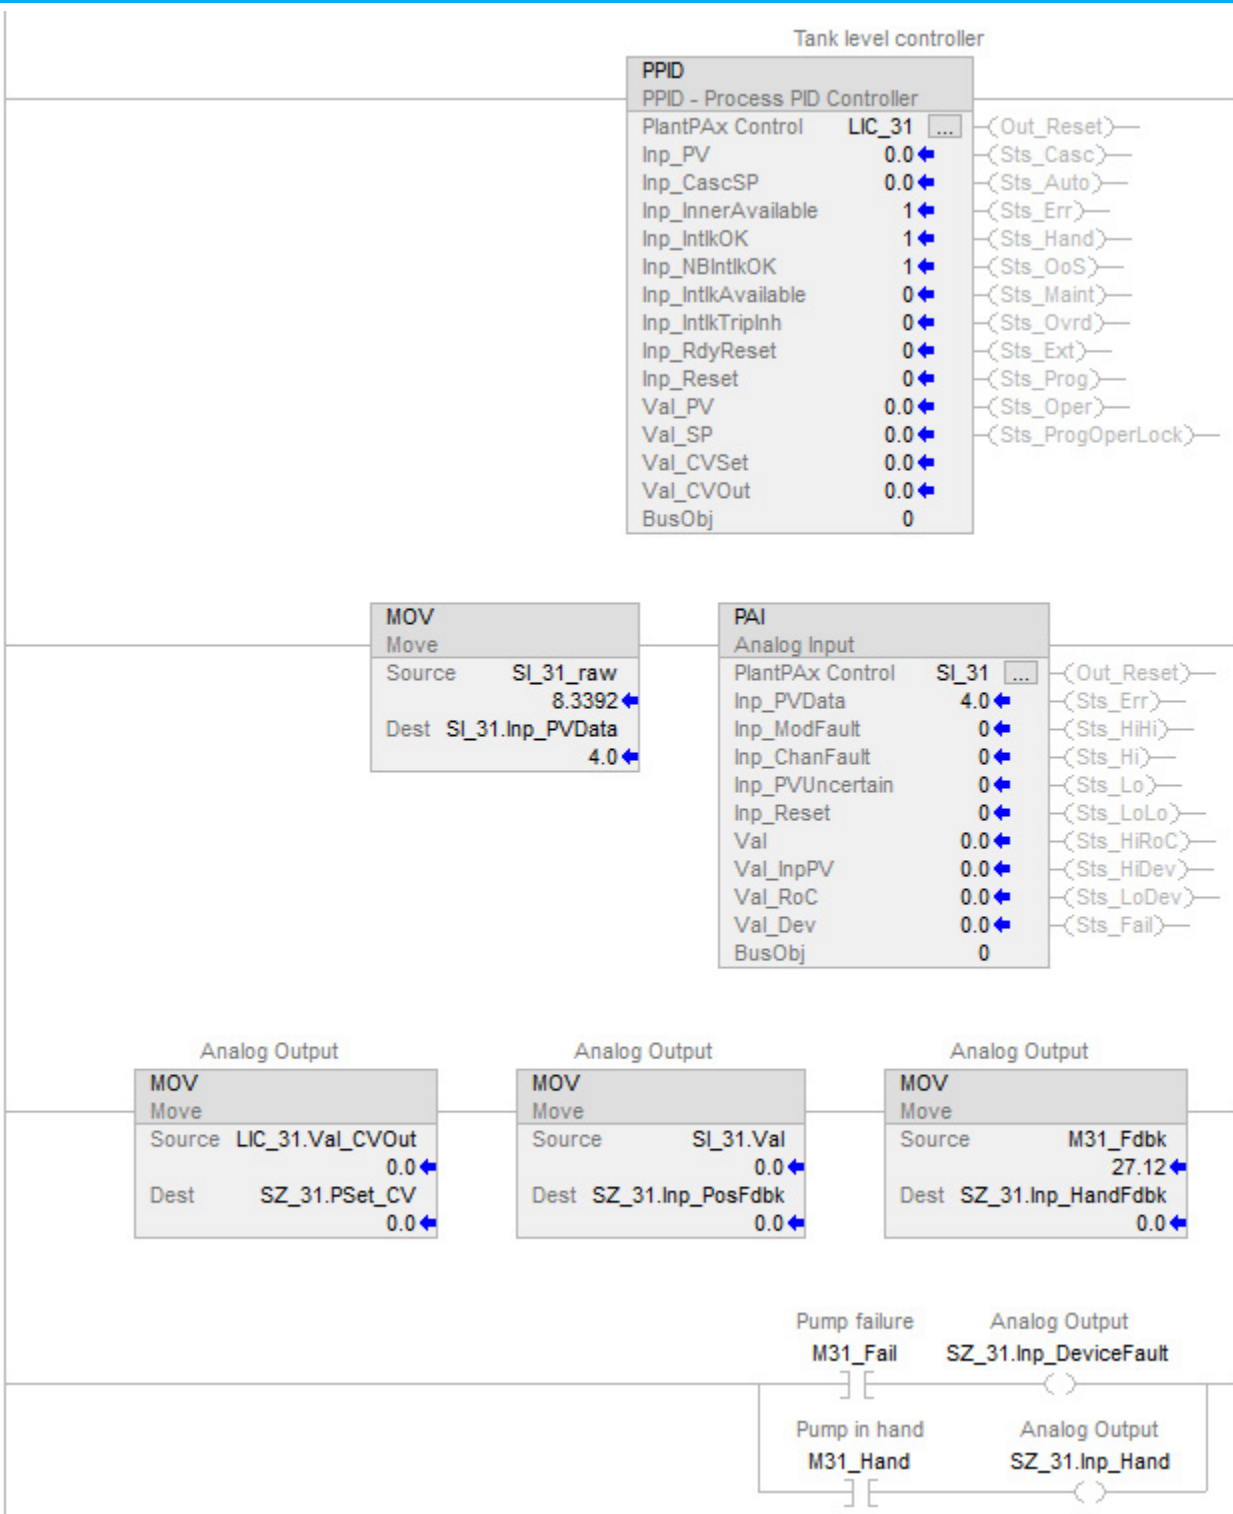 Tank level controller
PPID
PPID - Process PID Controller
PlantPAx Control LIC_31 ... Out_Reset
Inp_PV 0.0 Sts_Casc
Inp_CascSP 0.0 Sts_Auto
Inp_InnerAvailable 1 Sts_Err
Inp_IntlkOK 1 Sts_Hand
Inp_NBIntlkOK 1 Sts_OoS
Inp_IntlkAvailable 0 Sts_Maint
Inp_IntlkTripInh 0 Sts_Ovrd
Inp_RdyReset 0 Sts_Ext
Inp_Reset 0 Sts_Prog
Val_PV 0.0 Sts_Oper
Val_SP 0.0 Sts_ProgOperLock
Val_CVSet 0.0
Val_CVOut 0.0
BusObj 0
MOV
Move
Source SI_31_raw
8.3392
Dest SI_31.Inp_PVData
4.0
PAI
Analog Input
PlantPAx Control SI_31 ... Out_Reset
Inp_PVData 4.0 Sts_Err
Inp_ModFault 0 Sts_HiHi
Inp_ChanFault 0 Sts_Hi
Inp_PVUncertain 0 Sts_Lo
Inp_Reset 0 Sts_LoLo
Val 0.0 Sts_HiRoC
Val_InpPV 0.0 Sts_HiDev
Val_RoC 0.0 Sts_LoDev
Val_Dev 0.0 Sts_Fail
BusObj 0
Analog Output
MOV
Move
Source LIC_31.Val_CVOut
0.0
Dest SZ_31.PSet_CV
0.0
Analog Output
MOV
Move
Source SI_31.Val
0.0
Dest SZ_31.Inp_PosFdbk
0.0
Analog Output
MOV
Move
Source M31_Fdbk
27.12
Dest SZ_31.Inp_HandFdbk
0.0
Pump failure Analog Output
M31_Fail SZ_31.Inp_DeviceFault
Pump in hand Analog Output
M31_Hand SZ_31.Inp_Hand